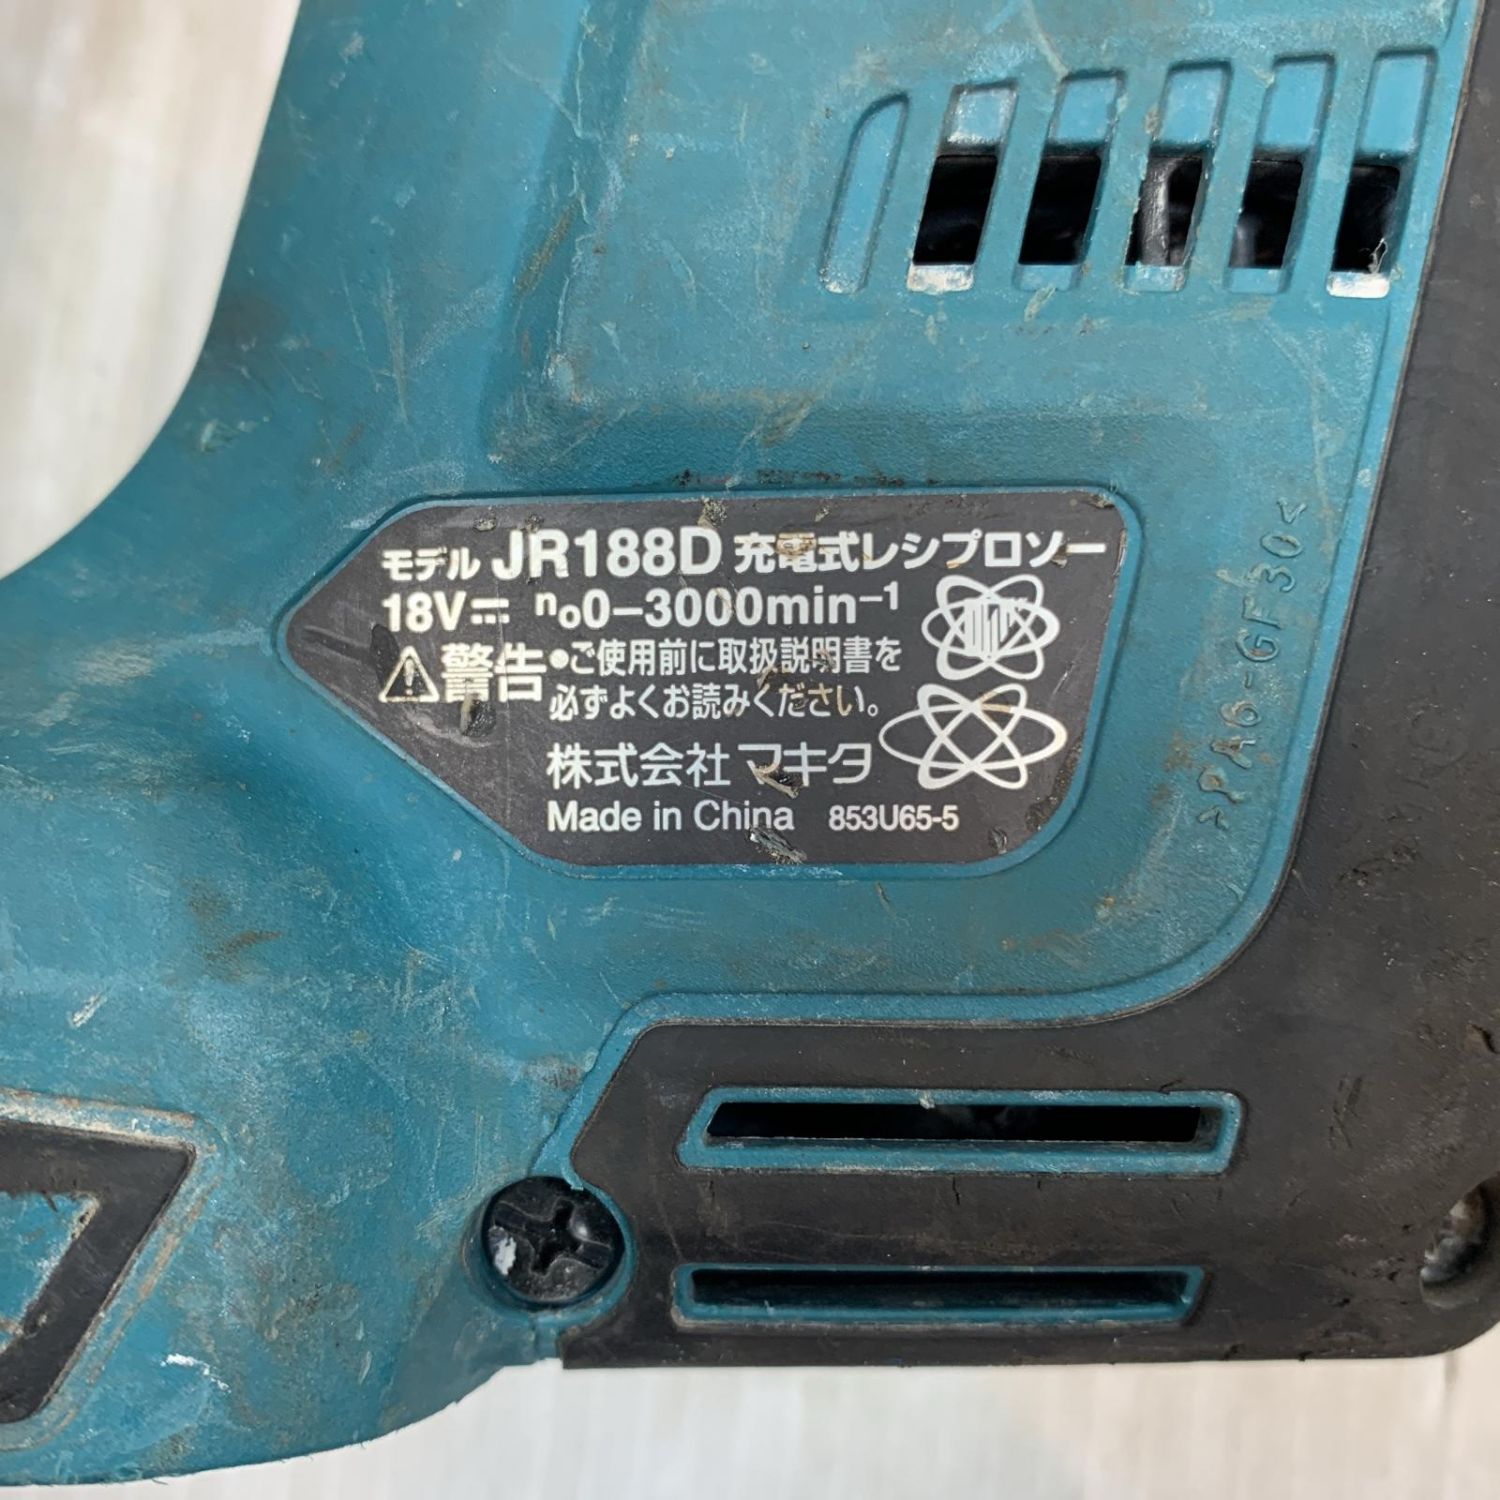 モデル JR188D 充電式レシプロソー
18V⎓ n₀0-3000min⁻¹
⚠警告 •ご使用前に取扱説明書を
必ずよくお読みください。
株式会社 マキタ
Made in China 853U65-5
>PA6-GF30<